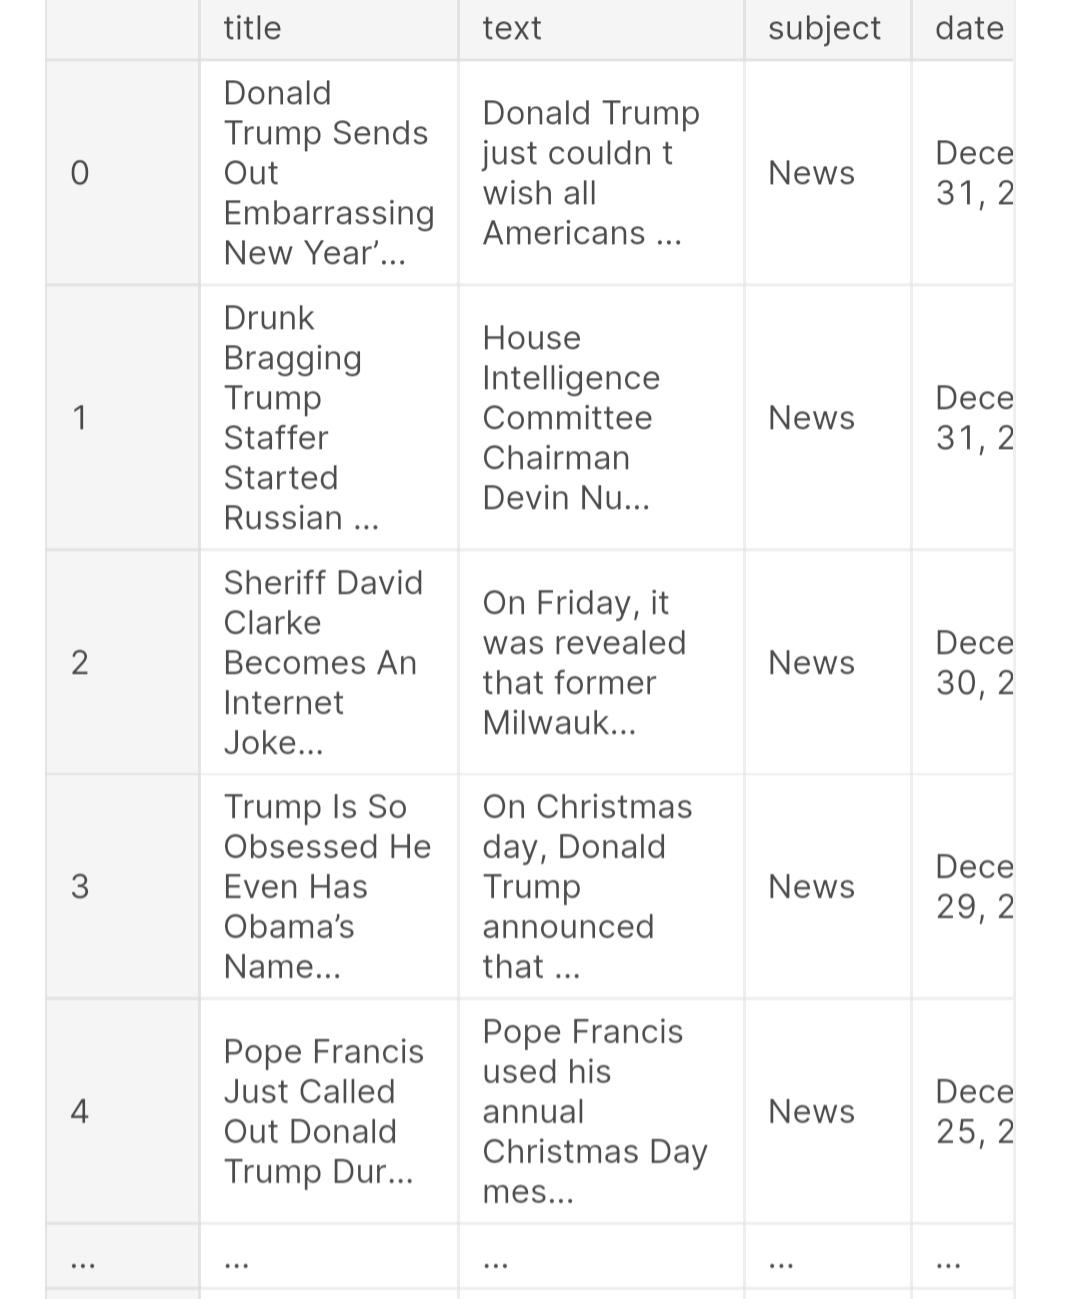 title text subject date
0
Donald
Trump Sends
Out
Embarrassing
New Year’...
Donald Trump
just couldn t
wish all
Americans ...
News
Dece
31, 2
1
Drunk
Bragging
Trump
Staffer
Started
Russian ...
House
Intelligence
Committee
Chairman
Devin Nu...
News
Dece
31, 2
2
Sheriff David
Clarke
Becomes An
Internet
Joke...
On Friday, it
was revealed
that former
Milwauk...
News
Dece
30, 2
3
Trump Is So
Obsessed He
Even Has
Obama’s
Name...
On Christmas
day, Donald
Trump
announced
that ...
News
Dece
29, 2
4
Pope Francis
Just Called
Out Donald
Trump Dur...
Pope Francis
used his
annual
Christmas Day
mes...
News
Dece
25, 2
... ... ... ... ...